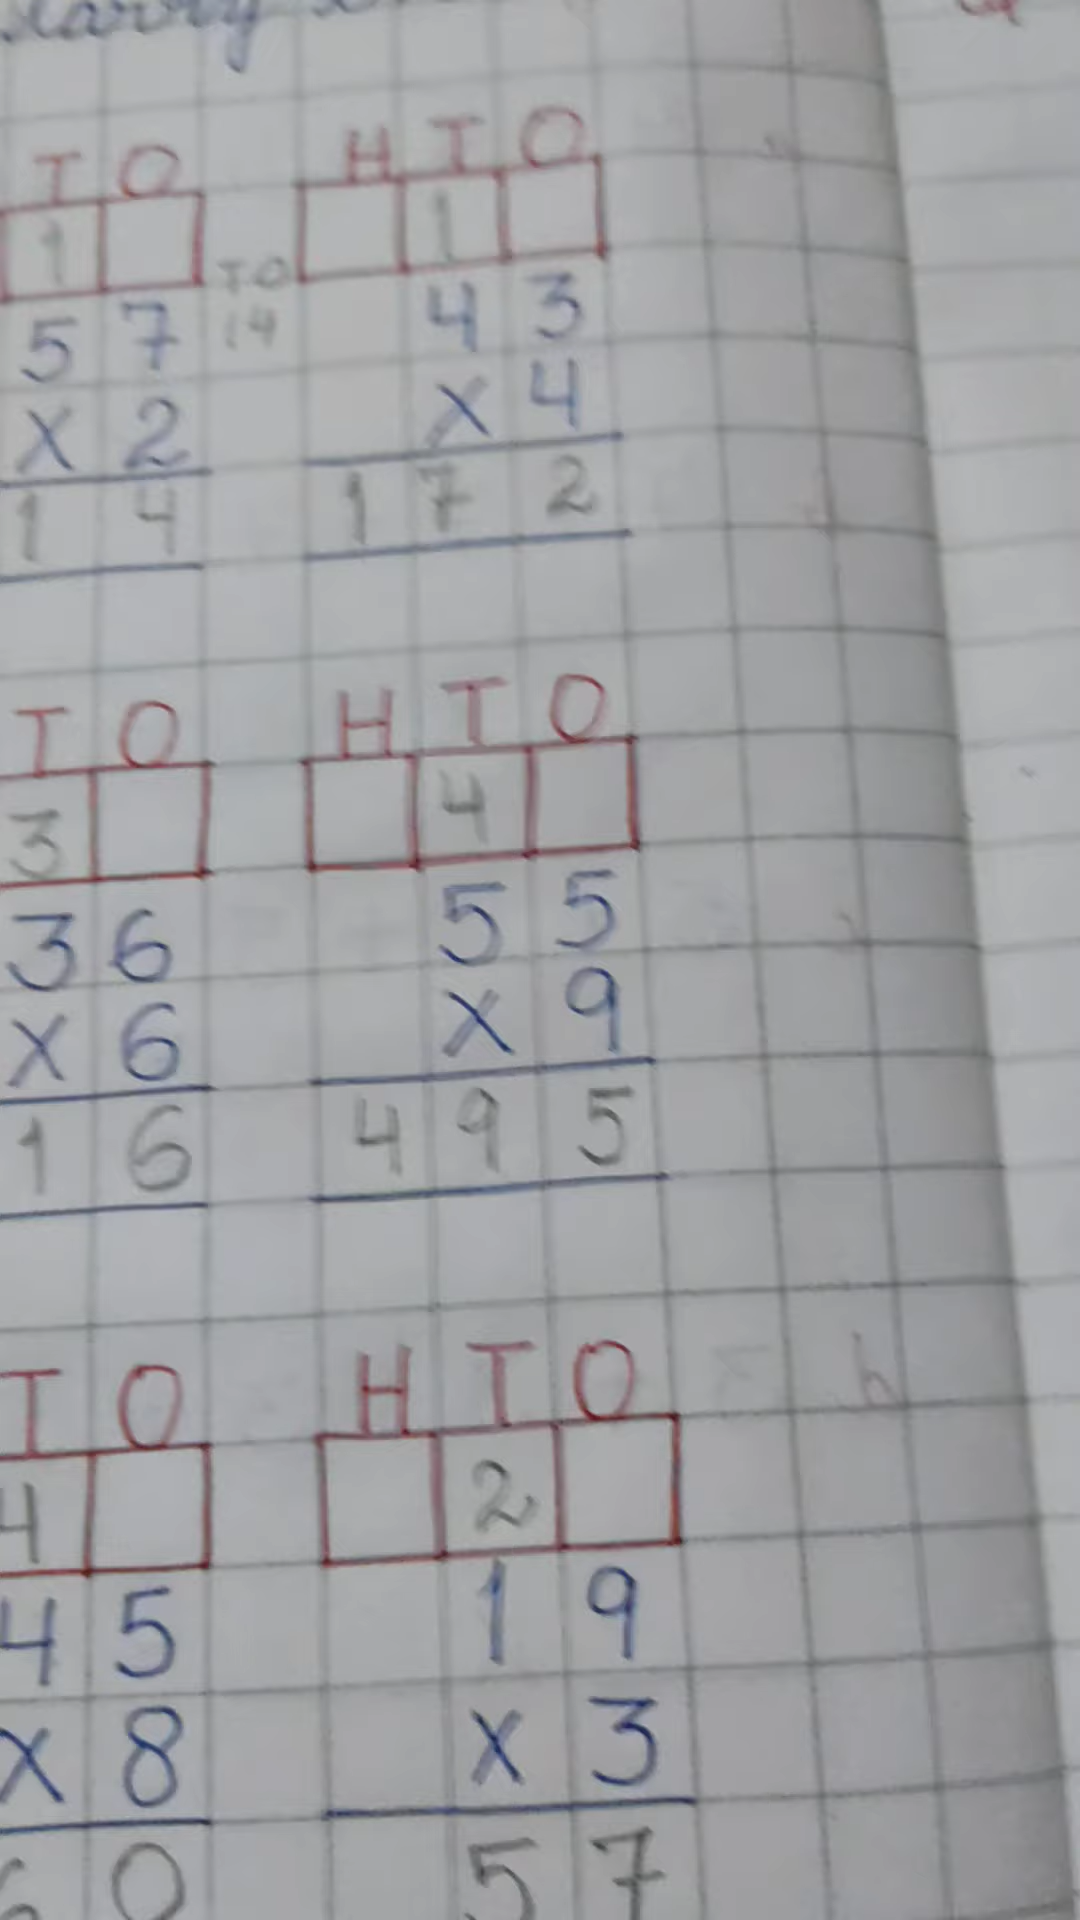 T O H T O
1 1
T O
5 7 14 4 3
x 2 x 4
1 4 1 7 2
T O H T O
3 4
3 6 5 5
x 6 x 9
1 6 4 9 5
T O H T O
4 2
4 5 1 9
x 8 x 3
6 0 5 7